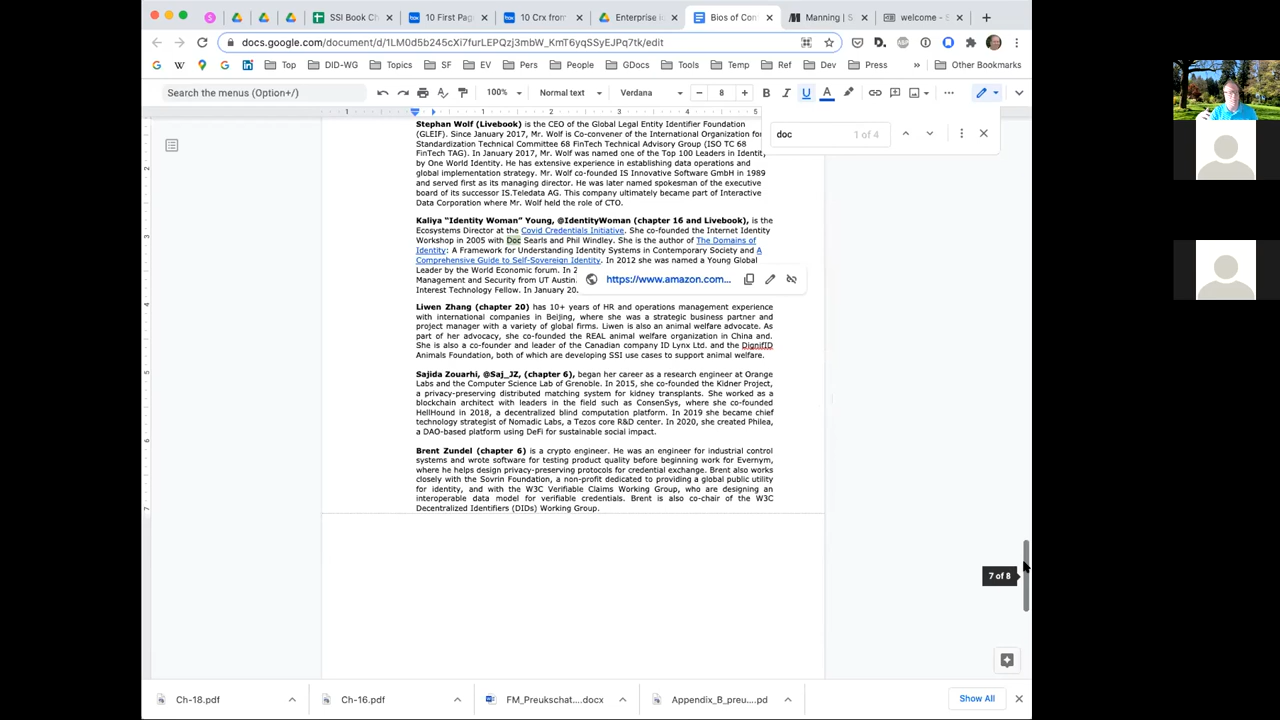 SSI Book Ch
10 First Pag
10 Crx from
Enterprise i
Bios of Con
Manning | S
welcome - E
docs.google.com/document/d/1LM0d5b245cXi7furLEPQzj3mbW_KmT6yqSSyEJPq7tk/edit
Top DID-WG Topics SF EV Pers People GDocs Tools Temp Ref Dev Press » Other Bookmarks
Search the menus (Option+/) 100% Normal text Verdana 8 B I U A
1 1 2 3 4 5
doc 1 of 4
Stephan Wolf (Livebook) is the CEO of the Global Legal Entity Identifier Foundation
(GLEIF). Since January 2017, Mr. Wolf is Co-convener of the International Organization for
Standardization Technical Committee 68 FinTech Technical Advisory Group (ISO TC 68
FinTech TAG). In January 2017, Mr. Wolf was named one of the Top 100 Leaders in Identity
by One World Identity. He has extensive experience in establishing data operations and
global implementation strategy. Mr. Wolf co-founded IS Innovative Software GmbH in 1989
and served first as its managing director. He was later named spokesman of the executive
board of its successor IS.Teledata AG. This company ultimately became part of Interactive
Data Corporation where Mr. Wolf held the role of CTO.
Kaliya “Identity Woman” Young, @IdentityWoman (chapter 16 and Livebook), is the
Ecosystems Director at the Covid Credentials Initiative. She co-founded the Internet Identity
Workshop in 2005 with Doc Searls and Phil Windley. She is the author of The Domains of
Identity: A Framework for Understanding Identity Systems in Contemporary Society and A
Comprehensive Guide to Self-Sovereign Identity. In 2012 she was named a Young Global
Leader by the World Economic forum. In 2
Management and Security from UT Austin.
Interest Technology Fellow. In January 20
https://www.amazon.com...
Liwen Zhang (chapter 20) has 10+ years of HR and operations management experience
with international companies in Beijing, where she was a strategic business partner and
project manager with a variety of global firms. Liwen is also an animal welfare advocate. As
part of her advocacy, she co-founded the REAL animal welfare organization in China and.
She is also a co-founder and leader of the Canadian company ID Lynx Ltd. and the DignifID
Animals Foundation, both of which are developing SSI use cases to support animal welfare.
Sajida Zouarhi, @Saj_JZ, (chapter 6), began her career as a research engineer at Orange
Labs and the Computer Science Lab of Grenoble. In 2015, she co-founded the Kidner Project,
a privacy-preserving distributed matching system for kidney transplants. She worked as a
blockchain architect with leaders in the field such as ConsenSys, where she co-founded
HellHound in 2018, a decentralized blind computation platform. In 2019 she became chief
technology strategist of Nomadic Labs, a Tezos core R&D center. In 2020, she created Philea,
a DAO-based platform using DeFi for sustainable social impact.
Brent Zundel (chapter 6) is a crypto engineer. He was an engineer for industrial control
systems and wrote software for testing product quality before beginning work for Evernym,
where he helps design privacy-preserving protocols for credential exchange. Brent also works
closely with the Sovrin Foundation, a non-profit dedicated to providing a global public utility
for identity, and with the W3C Verifiable Claims Working Group, who are designing an
interoperable data model for verifiable credentials. Brent is also co-chair of the W3C
Decentralized Identifiers (DIDs) Working Group.
7 of 8
2
3
4
5
6
7
Ch-18.pdf
Ch-16.pdf
FM_Preukschat....docx
Appendix_B_preu....pd
Show All